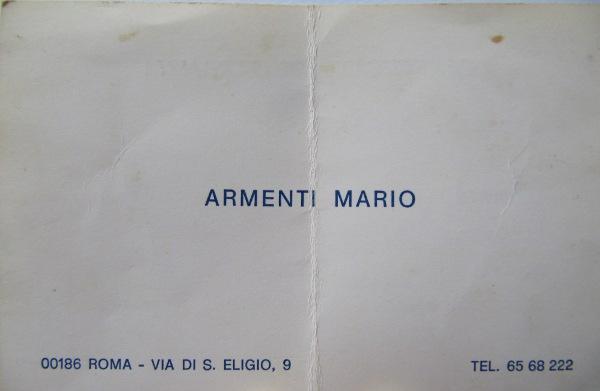 ARMENTI MARIO
00186 ROMA - VIA DI S. ELIGIO, 9
TEL. 65 68 222